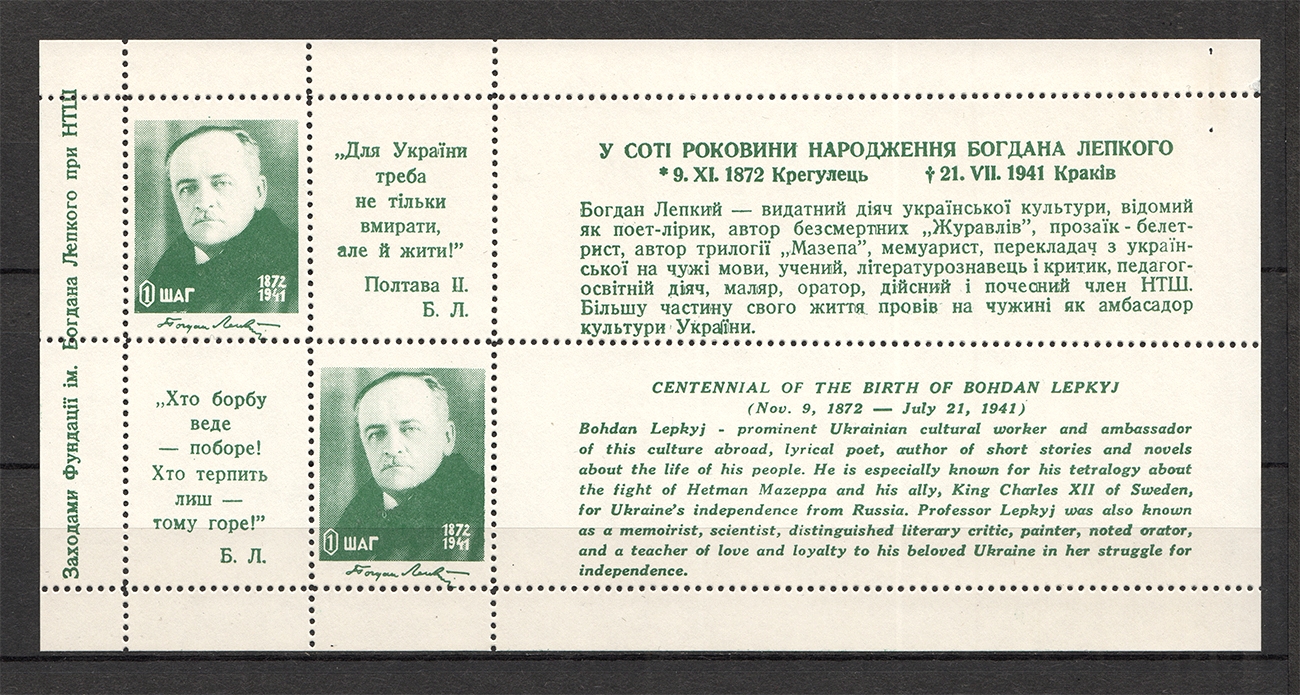 Заходами Фундації ім. Богдана Лепкого при НТШ
1872
1941
1 ШАГ
Богдан Лепкий
„Для України
треба
не тільки
вмирати,
але й жити!”
Полтава II.
Б. Л.
„Хто борбу
веде
— поборе!
Хто терпить
лиш —
тому горе!”
Б. Л.
1872
1941
1 ШАГ
Богдан Лепкий
У СОТІ РОКОВИНИ НАРОДЖЕННЯ БОГДАНА ЛЕПКОГО
* 9. XI. 1872 Крегулець † 21. VII. 1941 Краків
Богдан Лепкий — видатний діяч української культури, відомий
як поет-лірик, автор безсмертних „Журавлів”, прозаїк - белет-
рист, автор трилогії „Мазепа”, мемуарист, перекладач з україн-
ської на чужі мови, учений, літературознавець і критик, педагог-
освітній діяч, маляр, оратор, дійсний і почесний член НТШ.
Більшу частину свого життя провів на чужині як амбасадор
культури України.
CENTENNIAL OF THE BIRTH OF BOHDAN LEPKYJ
(Nov. 9, 1872 — July 21, 1941)
Bohdan Lepkyj - prominent Ukrainian cultural worker and ambassador
of this culture abroad, lyrical poet, author of short stories and novels
about the life of his people. He is especially known for his tetralogy about
the fight of Hetman Mazeppa and his ally, King Charles XII of Sweden,
for Ukraine's independence from Russia. Professor Lepkyj was also known
as a memoirist, scientist, distinguished literary critic, painter, noted orator,
and a teacher of love and loyalty to his beloved Ukraine in her struggle for
independence.